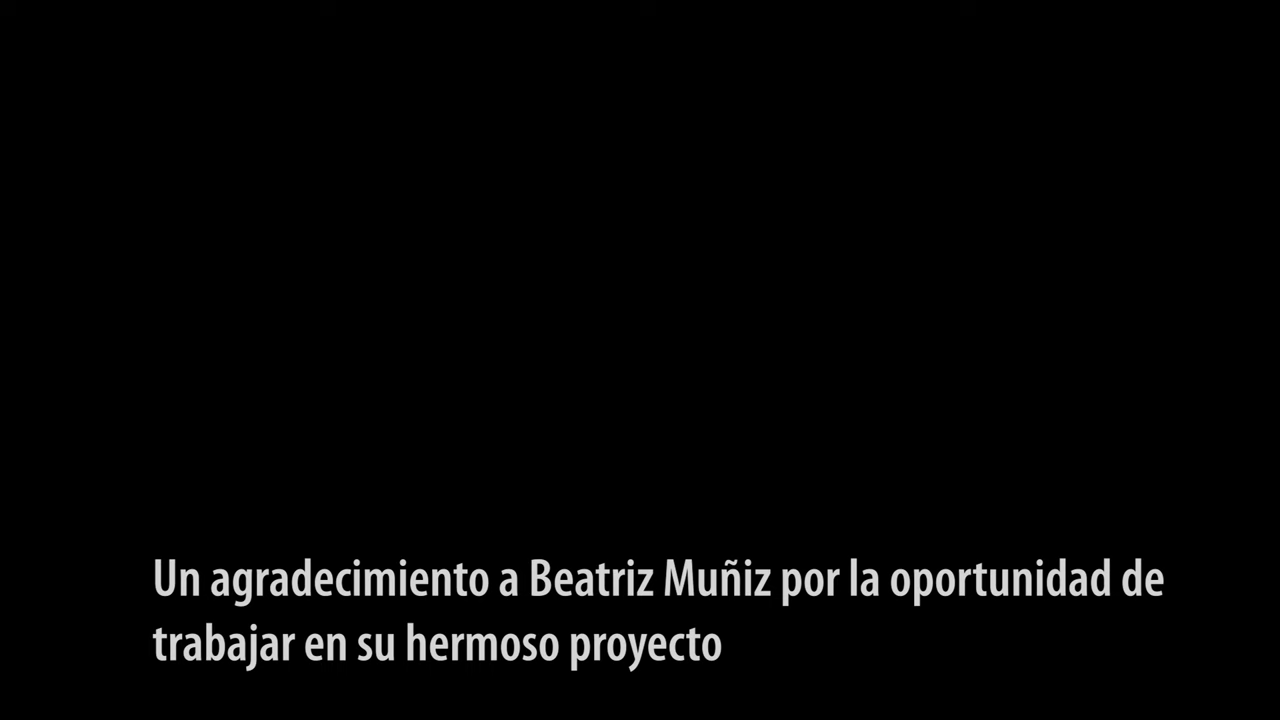 Un agradecimiento a Beatriz Muñiz por la oportunidad de
trabajar en su hermoso proyecto